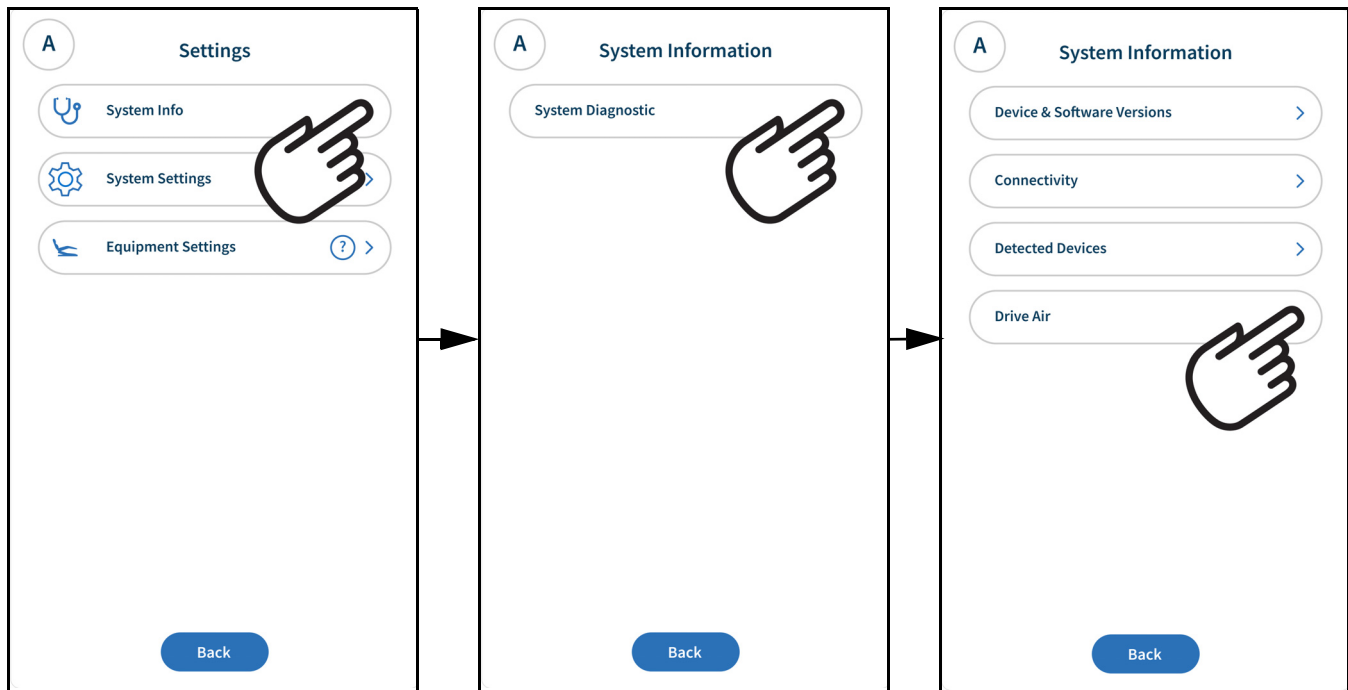 A
Settings
System Info
System Settings
Equipment Settings
?
Back
A
System Information
System Diagnostic
Back
A
System Information
Device & Software Versions
Connectivity
Detected Devices
Drive Air
Back